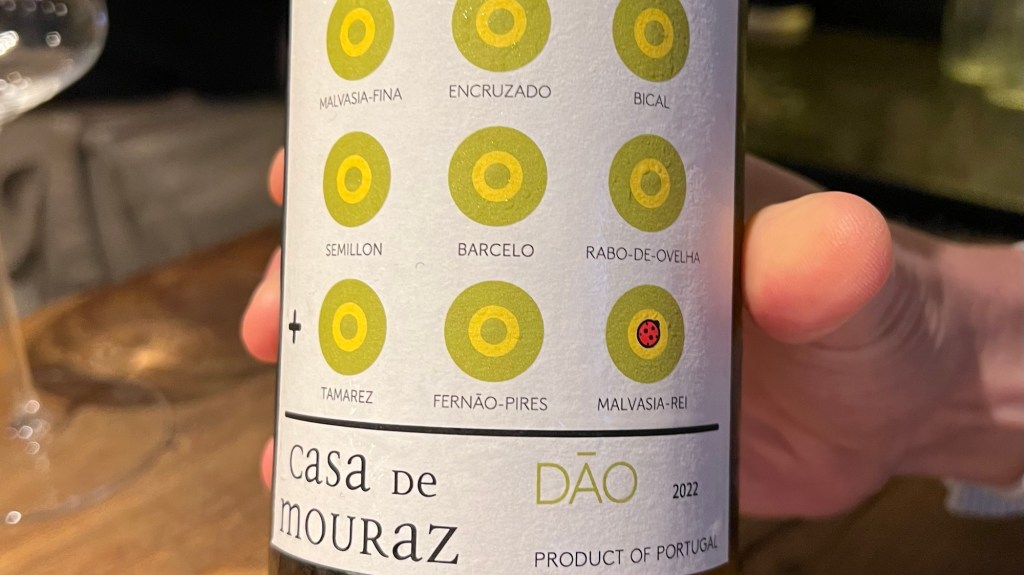 MALVASIA-FINA ENCRUZADO BICAL
SEMILLON BARCELO RABO-DE-OVELHA
+
TAMAREZ FERNÃO-PIRES MALVASIA-REI
casa de
mouraz
DÃO 2022
PRODUCT OF PORTUGAL